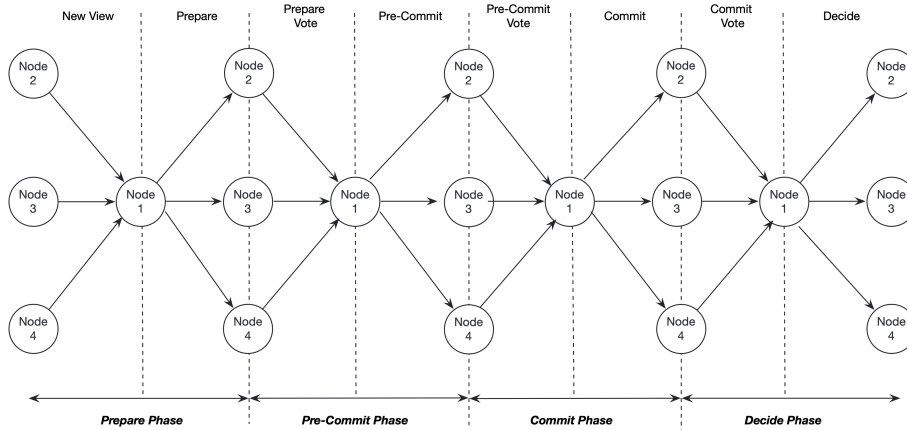 New View
Prepare
Prepare
Vote
Pre-Commit
Pre-Commit
Vote
Commit
Commit
Vote
Decide
Node
2
Node
2
Node
2
Node
2
Node
2
Node
3
Node
1
Node
3
Node
1
Node
3
Node
1
Node
3
Node
1
Node
3
Node
4
Node
4
Node
4
Node
4
Node
4
Prepare Phase
Pre-Commit Phase
Commit Phase
Decide Phase